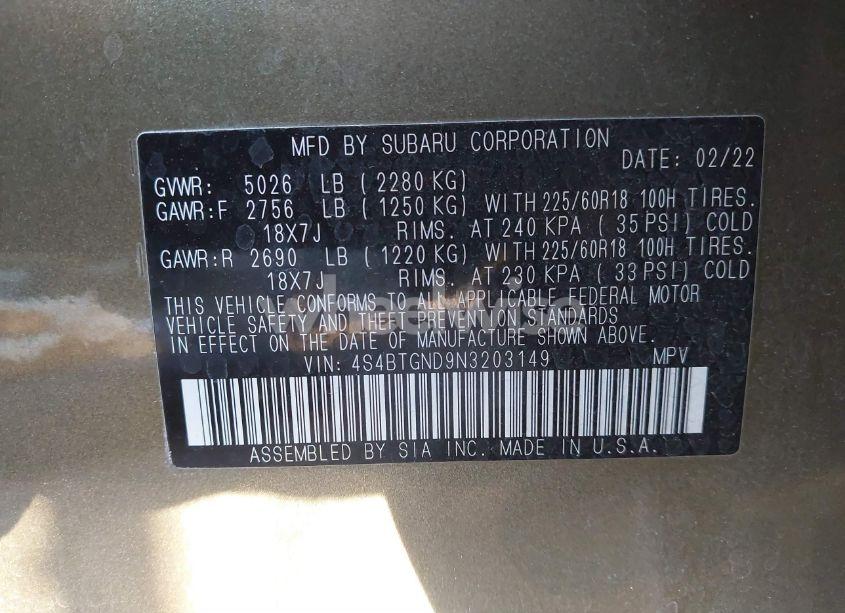 MFD BY SUBARU CORPORATION
DATE: 02/22
GVWR: 5026 LB ( 2280 KG)
GAWR:F 2756 LB ( 1250 KG) WITH 225/60R18 100H TIRES.
18X7J RIMS. AT 240 KPA ( 35 PSI) COLD
GAWR:R 2690 LB ( 1220 KG) WITH 225/60R18 100H TIRES.
18X7J RIMS. AT 230 KPA ( 33 PSI) COLD
THIS VEHICLE CONFORMS TO ALL APPLICABLE FEDERAL MOTOR
VEHICLE SAFETY AND THEFT PREVENTION STANDARDS
IN EFFECT ON THE DATE OF MANUFACTURE SHOWN ABOVE.
VIN: 4S4BTGND9N3203149 MPV
ASSEMBLED BY SIA INC. MADE IN U.S.A.